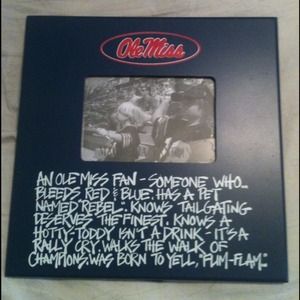 Ole Miss
AN OLE MISS FAN - SOMEONE WHO...
BLEEDS RED & BLUE. HAS A PET
NAMED "REBEL". KNOWS TAILGATING
DESERVES THE FINEST. KNOWS A
HOTTY-TODDY ISN'T A DRINK - IT'S A
RALLY CRY. WALKS THE WALK OF
CHAMPIONS. WAS BORN TO YELL, "FLIM-FLAM..."